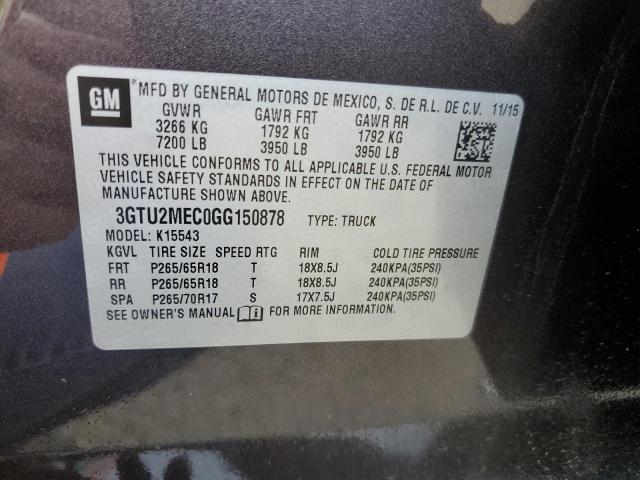 GM
MFD BY GENERAL MOTORS DE MEXICO, S. DE R.L. DE C.V. 11/15
GVWR GAWR FRT GAWR RR
3266 KG 1792 KG 1792 KG
7200 LB 3950 LB 3950 LB
THIS VEHICLE CONFORMS TO ALL APPLICABLE U.S. FEDERAL MOTOR
VEHICLE SAFETY STANDARDS IN EFFECT ON THE DATE OF
MANUFACTURE SHOWN ABOVE.
3GTU2MEC0GG150878 TYPE: TRUCK
MODEL: K15543
KGVL TIRE SIZE SPEED RTG RIM COLD TIRE PRESSURE
FRT P265/65R18 T 18X8.5J 240KPA(35PSI)
RR P265/65R18 T 18X8.5J 240KPA(35PSI)
SPA P265/70R17 S 17X7.5J 240KPA(35PSI)
SEE OWNER'S MANUAL FOR MORE INFORMATION.